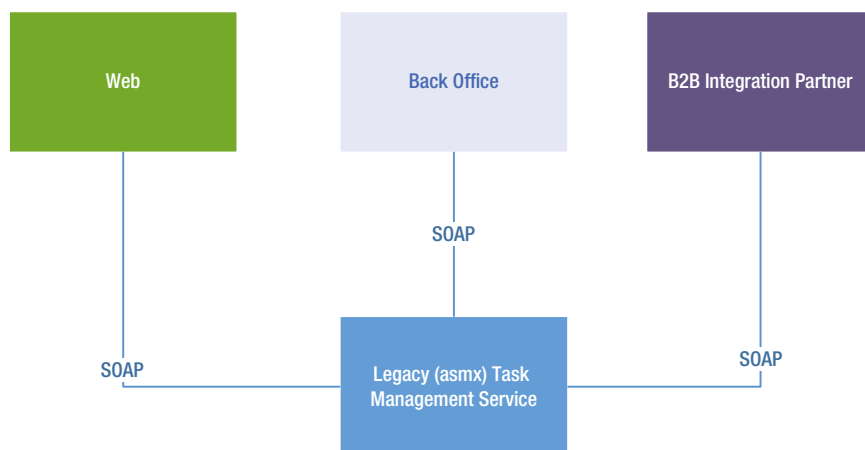 Web
Back Office
B2B Integration Partner
SOAP
SOAP
SOAP
Legacy (asmx) Task
Management Service